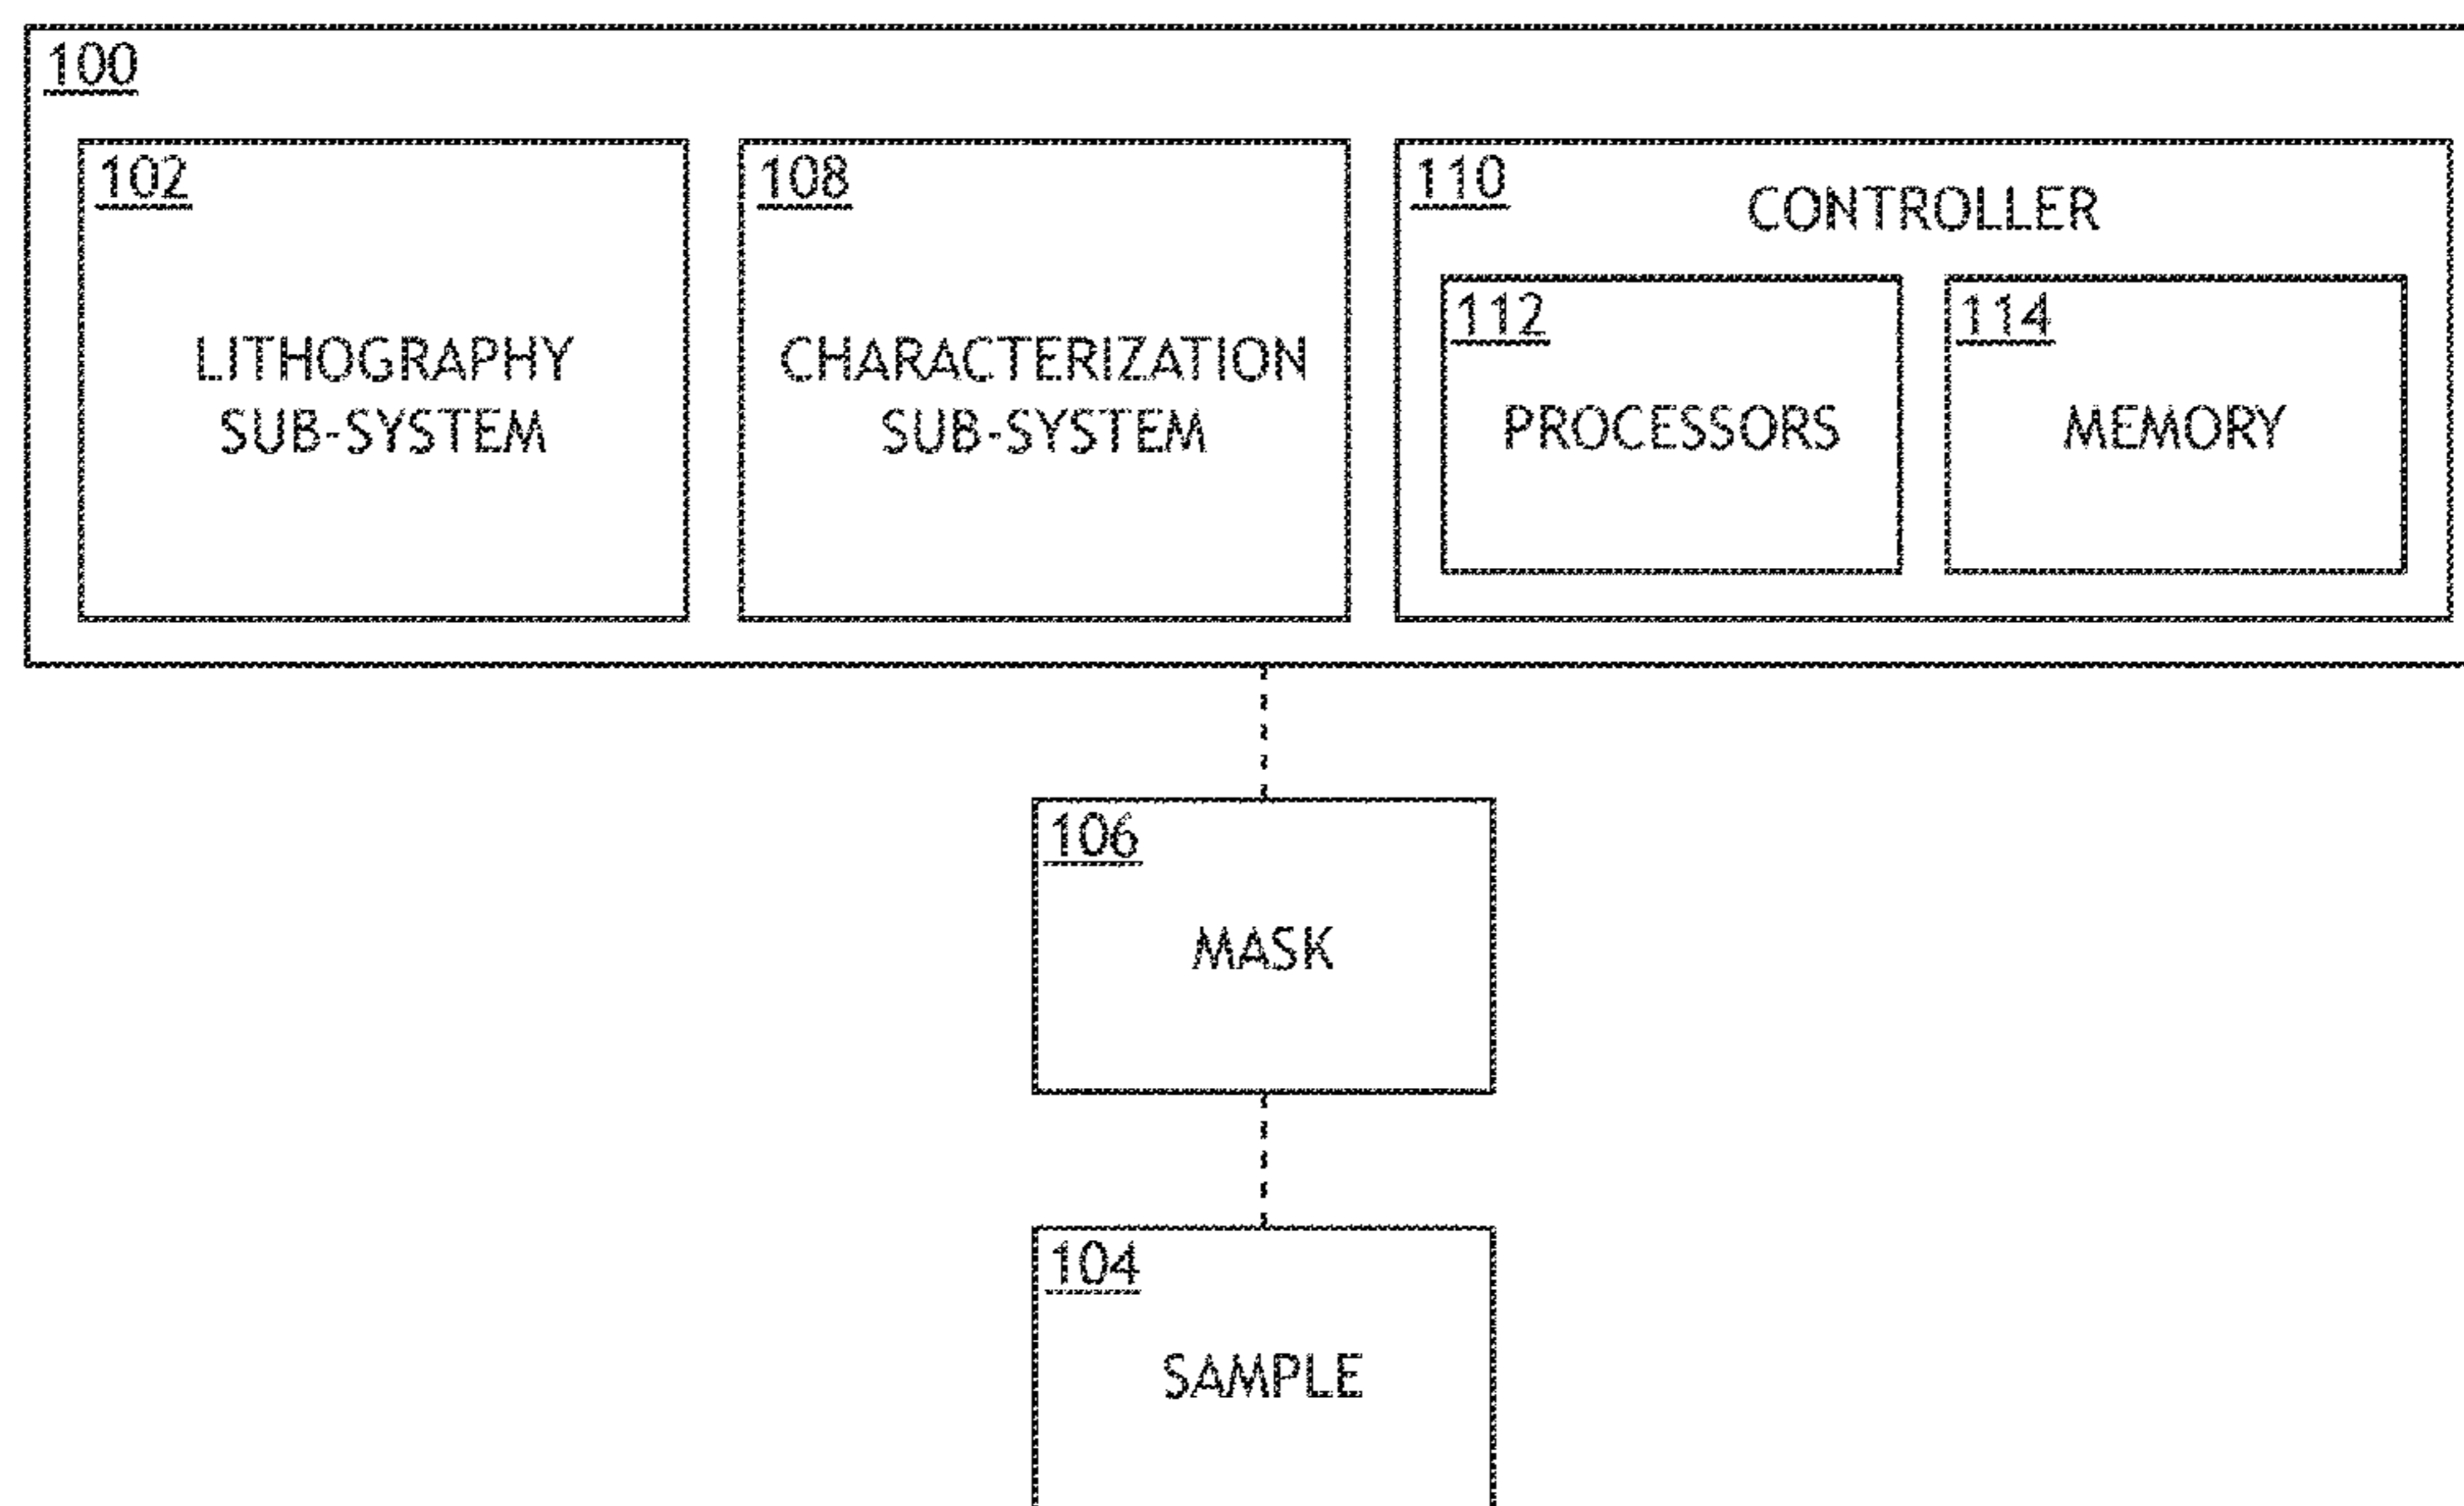 100
102
LITHOGRAPHY
SUB-SYSTEM
108
CHARACTERIZATION
SUB-SYSTEM
110
CONTROLLER
112
PROCESSORS
114
MEMORY
106
MASK
104
SAMPLE